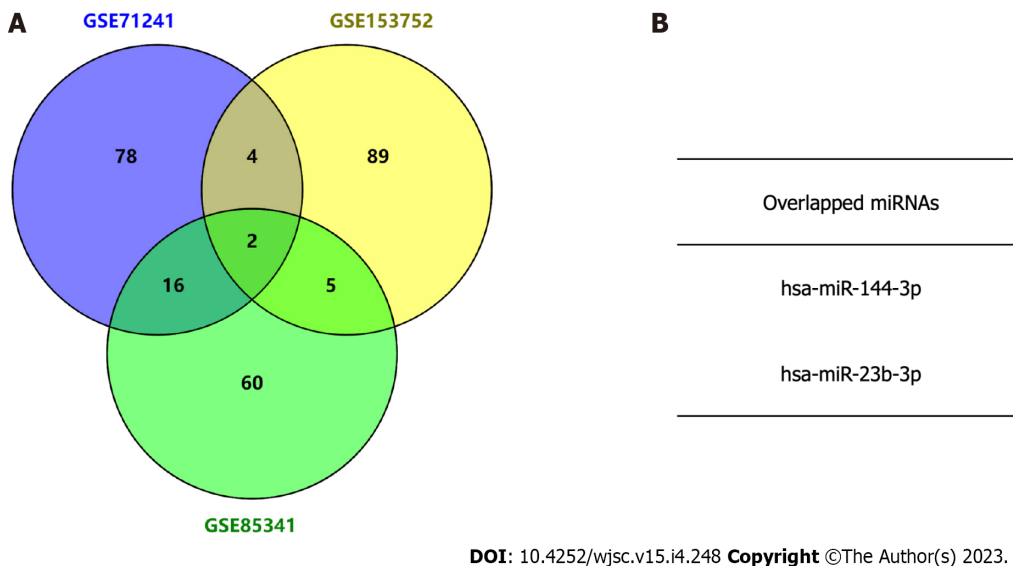 A
GSE71241
GSE153752
B
78
4
89
2
16
5
60
GSE85341
Overlapped miRNAs
hsa-miR-144-3p
hsa-miR-23b-3p
DOI: 10.4252/wjsc.v15.i4.248 Copyright ©The Author(s) 2023.